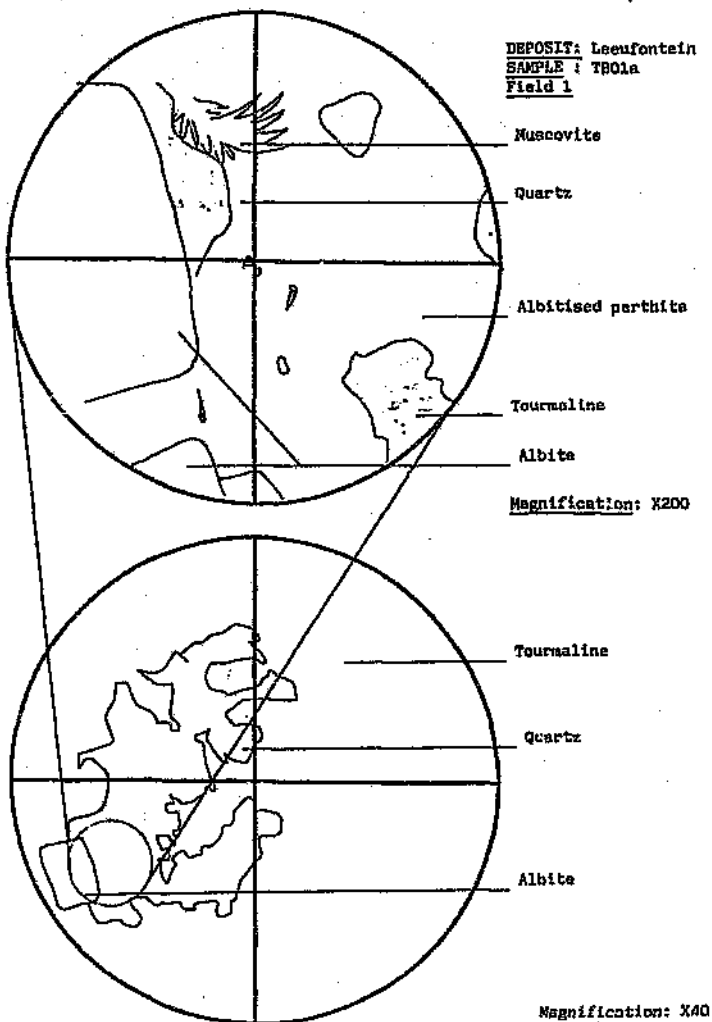 DEPOSIT: Leeufontein
SAMPLE : TB01a
Field 1
Muscovite
Quartz
Albitised perthite
Tourmaline
Albite
Magnification: X200
Tourmaline
Quartz
Albite
Magnification: X40